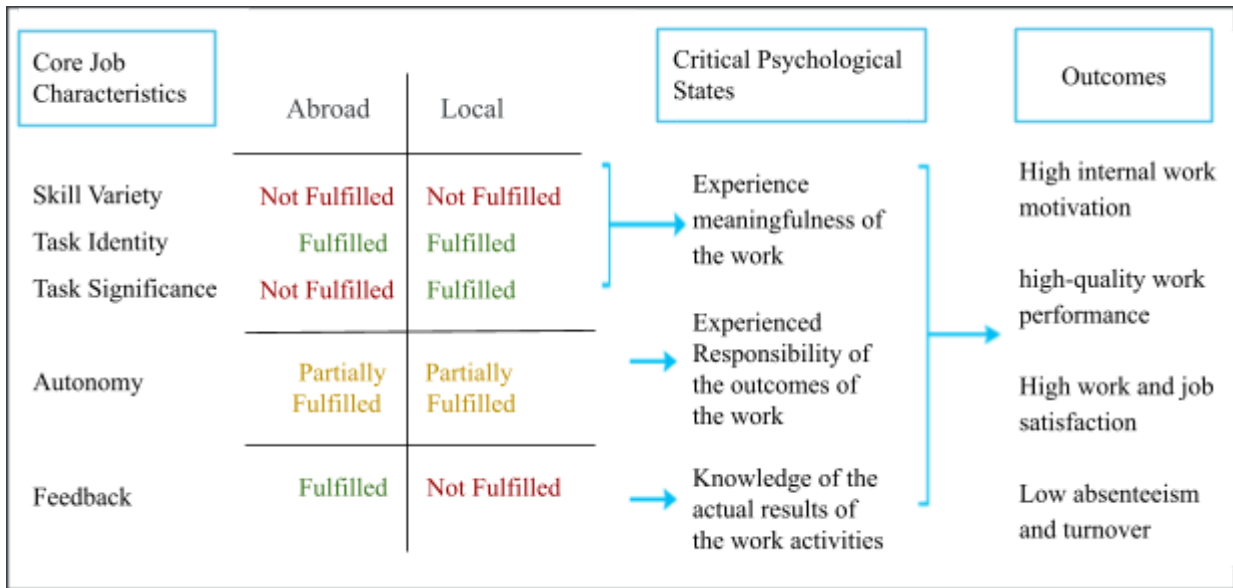 Core Job
Characteristics
Abroad
Local
Critical Psychological
States
Outcomes
Skill Variety
Not Fulfilled
Not Fulfilled
Task Identity
Fulfilled
Fulfilled
Task Significance
Not Fulfilled
Fulfilled
Experience
meaningfulness of
the work
Autonomy
Partially
Fulfilled
Partially
Fulfilled
Experienced
Responsibility of
the outcomes of
the work
Feedback
Fulfilled
Not Fulfilled
Knowledge of the
actual results of
the work activities
High internal work
motivation
high-quality work
performance
High work and job
satisfaction
Low absenteeism
and turnover